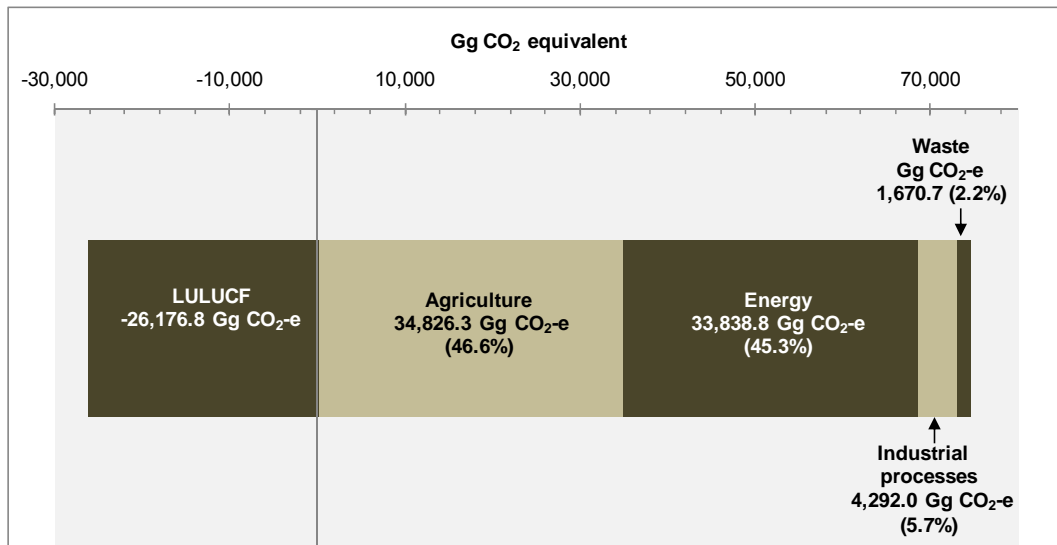 Gg CO₂ equivalent
-30,000 -10,000 10,000 30,000 50,000 70,000
Waste
Gg CO₂-e
1,670.7 (2.2%)
LULUCF
-26,176.8 Gg CO₂-e
Agriculture
34,826.3 Gg CO₂-e
(46.6%)
Energy
33,838.8 Gg CO₂-e
(45.3%)
Industrial
processes
4,292.0 Gg CO₂-e
(5.7%)